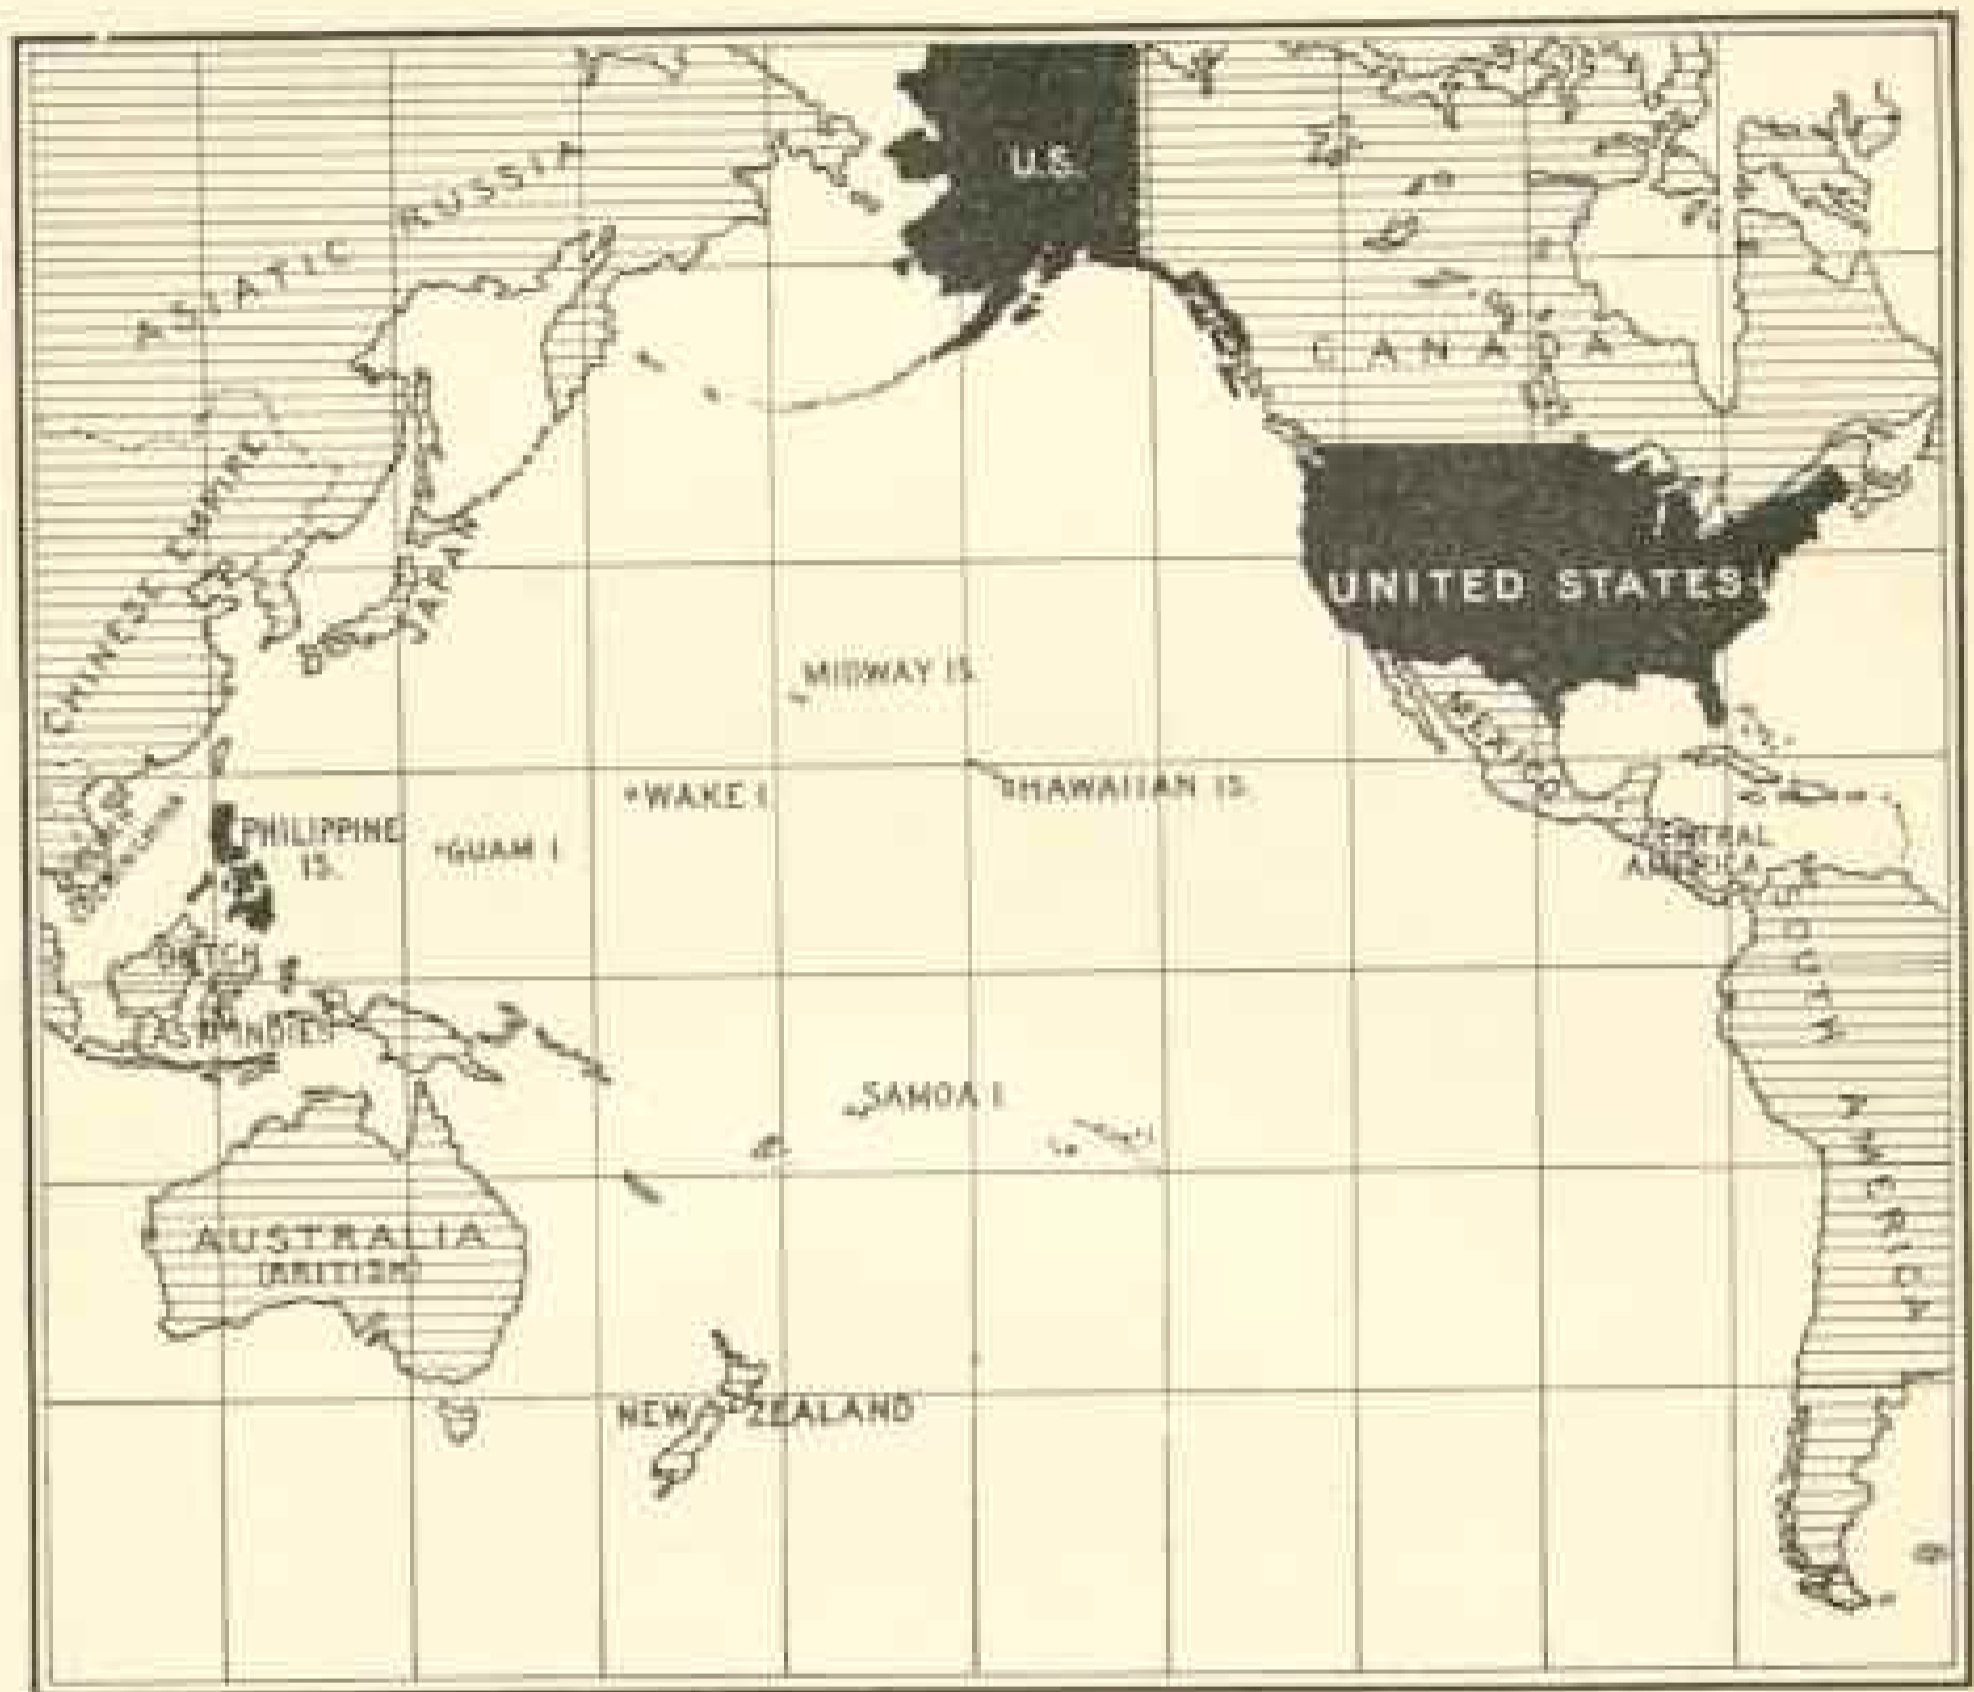 U.S.
ASIATIC RUSSIA
CANADA
CHINESE EMPIRE
JAPAN
UNITED STATES
MIDWAY IS.
MEXICO
WAKE I.
HAWAIIAN IS.
PHILIPPINE
IS.
GUAM I.
CENTRAL
AMERICA
SOUTH AMERICA
DUTCH
EAST INDIES
SAMOA I.
AUSTRALIA
(BRITISH)
NEW ZEALAND